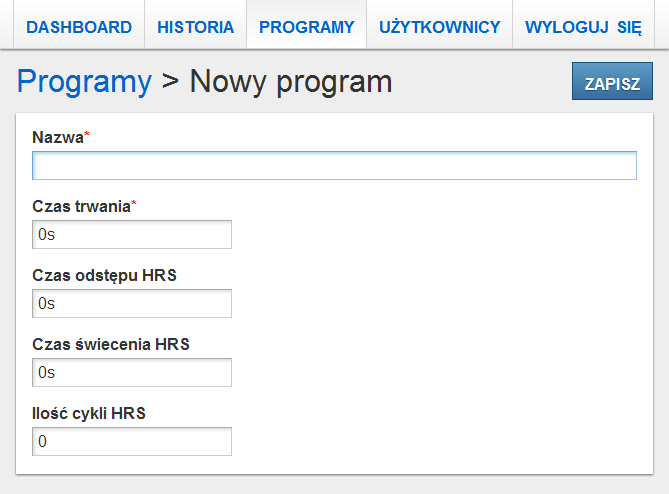 DASHBOARD HISTORIA PROGRAMY UŻYTKOWNICY WYLOGUJ SIĘ
Programy > Nowy program ZAPISZ
Nazwa*
Czas trwania*
0s
Czas odstępu HRS
0s
Czas świecenia HRS
0s
Ilość cykli HRS
0